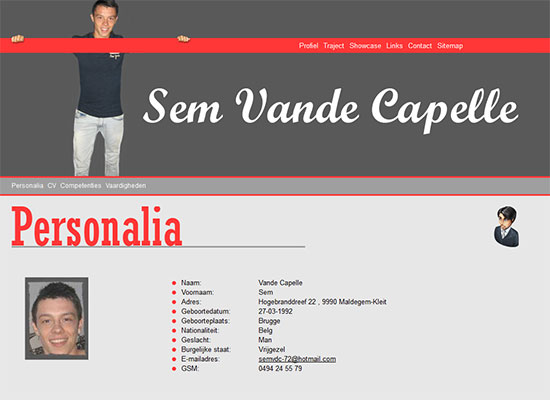 Profiel Traject Showcase Links Contact Sitemap
Sem Vande Capelle
Personalia CV Competenties Vaardigheden
Personalia
Naam: Vande Capelle
Voornaam: Sem
Adres: Hogebranddreef 22 , 9990 Maldegem-Kleit
Geboortedatum: 27-03-1992
Geboorteplaats: Brugge
Nationaliteit: Belg
Geslacht: Man
Burgelijke staat: Vrijgezel
E-mailadres: semvdc-72@hotmail.com
GSM: 0494 24 55 79